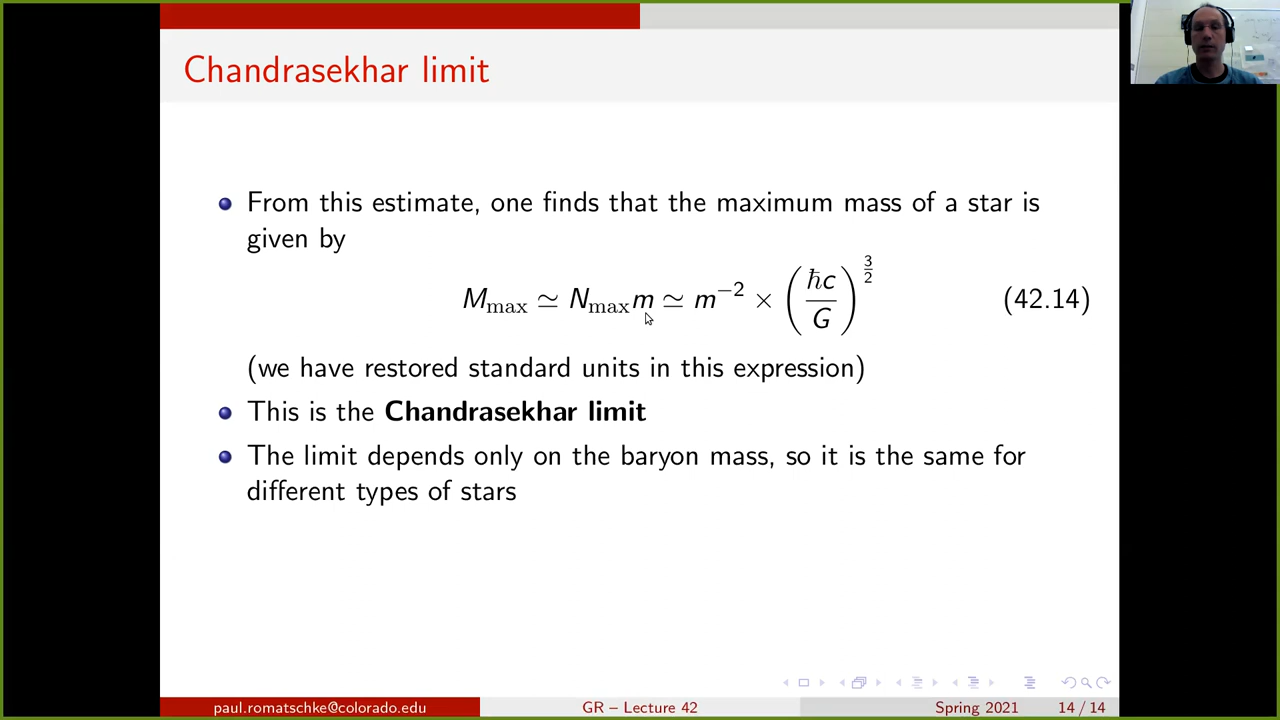 Chandrasekhar limit
From this estimate, one finds that the maximum mass of a star is
given by
M_max ≃ N_max m ≃ m^{-2} × (ħc/G)^{3/2} (42.14)
(we have restored standard units in this expression)
This is the Chandrasekhar limit
The limit depends only on the baryon mass, so it is the same for
different types of stars
paul.romatschke@colorado.edu GR – Lecture 42 Spring 2021 14 / 14